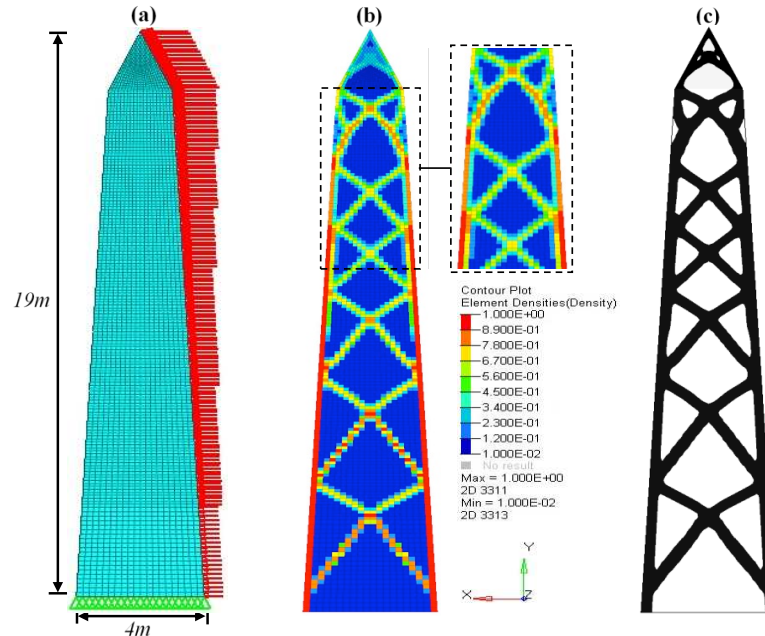 (a)
(b)
(c)
19m
4m
Contour Plot
Element Densities(Density)
1.000E+00
8.900E-01
7.800E-01
6.700E-01
5.600E-01
4.500E-01
3.400E-01
2.300E-01
1.200E-01
1.000E-02
No result
Max = 1.000E+00
2D 3311
Min = 1.000E-02
2D 3313
Y
X
Z